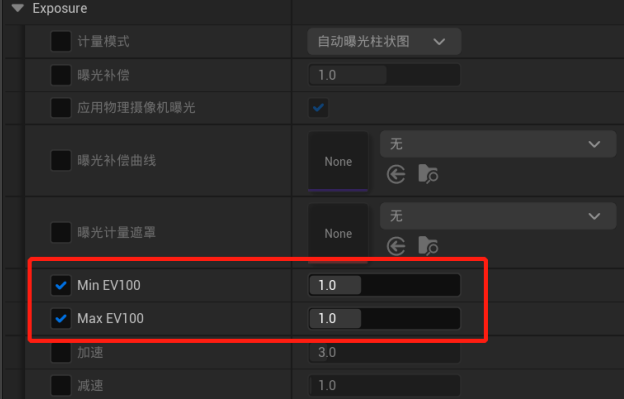 Exposure
计量模式 自动曝光柱状图
曝光补偿 1.0
应用物理摄像机曝光
曝光补偿曲线 None 无
曝光计量遮罩 None 无
Min EV100 1.0
Max EV100 1.0
加速 3.0
减速 1.0